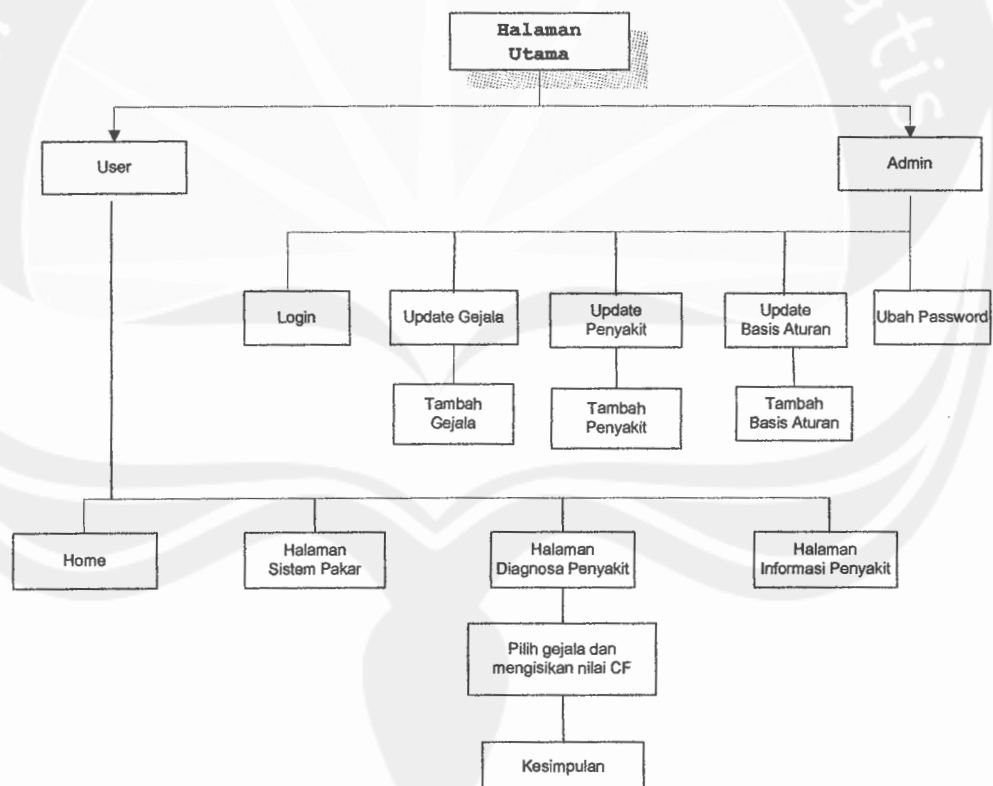 Halaman
Utama
User
Admin
Login
Update Gejala
Update
Penyakit
Update
Basis Aturan
Ubah Password
Tambah
Gejala
Tambah
Penyakit
Tambah
Basis Aturan
Home
Halaman
Sistem Pakar
Halaman
Diagnosa Penyakit
Halaman
Informasi Penyakit
Pilih gejala dan
mengisikan nilai CF
Kesimpulan